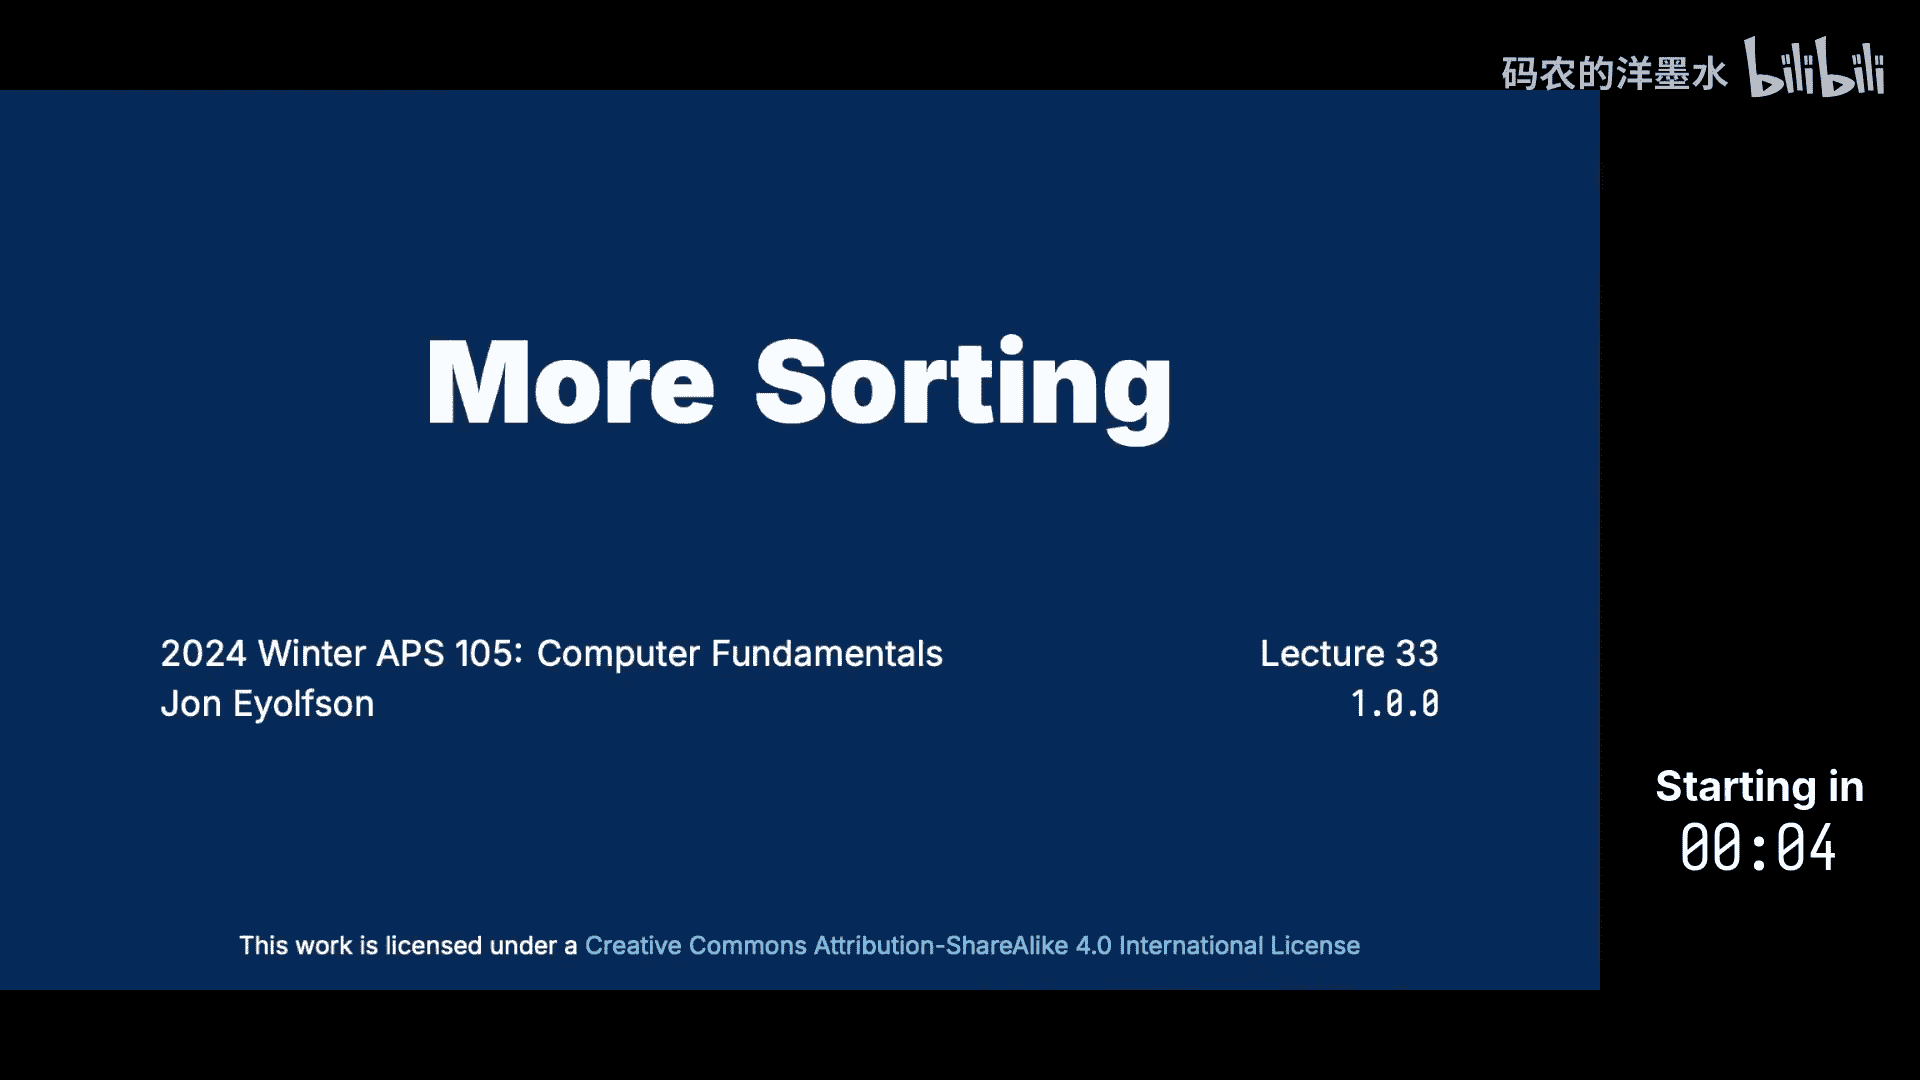 码农的洋墨水 bilibili
More Sorting
2024 Winter APS 105: Computer Fundamentals
Jon Eyolfson
Lecture 33
1.0.0
Starting in
00:04
This work is licensed under a Creative Commons Attribution-ShareAlike 4.0 International License